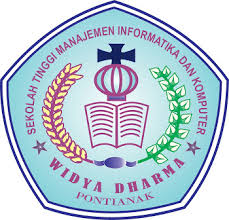 SEKOLAH TINGGI MANAJEMEN INFORMATIKA DAN KOMPUTER
WIDYA DHARMA
PONTIANAK